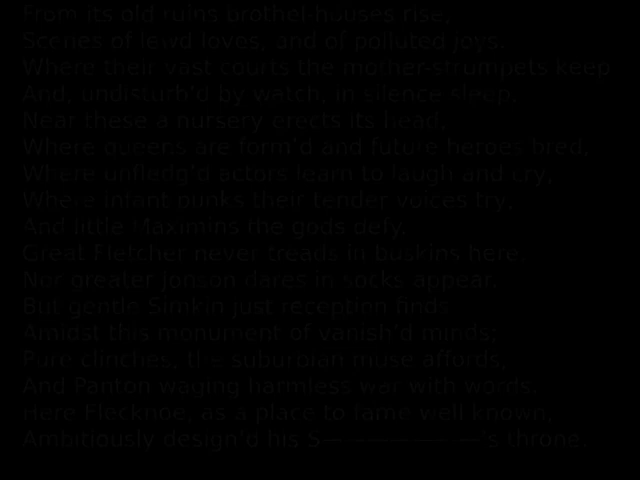 From its old ruins brothel-houses rise,
Scenes of lewd loves, and of polluted joys.
Where their vast courts the mother-strumpets keep
And, undisturb'd by watch, in silence sleep.
Near these a nursery erects its head,
Where queens are form'd and future heroes bred,
Where unfledg'd actors learn to laugh and cry,
Where infant punks their tender voices try,
And little Maximins the gods defy.
Great Fletcher never treads in buskins here,
Nor greater Jonson dares in socks appear.
But gentle Simkin just reception finds
Amidst this monument of vanish'd minds;
Pure clinches, the suburbian muse affords,
And Panton waging harmless war with words.
Here Flecknoe, as a place to fame well known,
Ambitiously design'd his S— — — — — —'s throne.